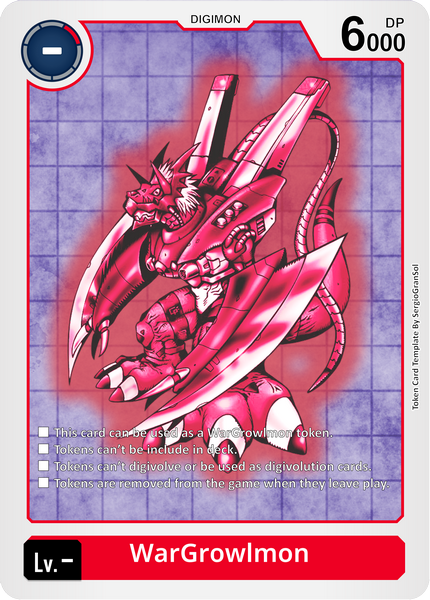 DIGIMON
-
DP
6000
Token Card Template By SergioGranSol
This card can be used as a WarGrowlmon token.
Tokens can't be include in deck.
Tokens can't digivolve or be used as digivolution cards.
Tokens are removed from the game when they leave play.
Lv.-
WarGrowlmon